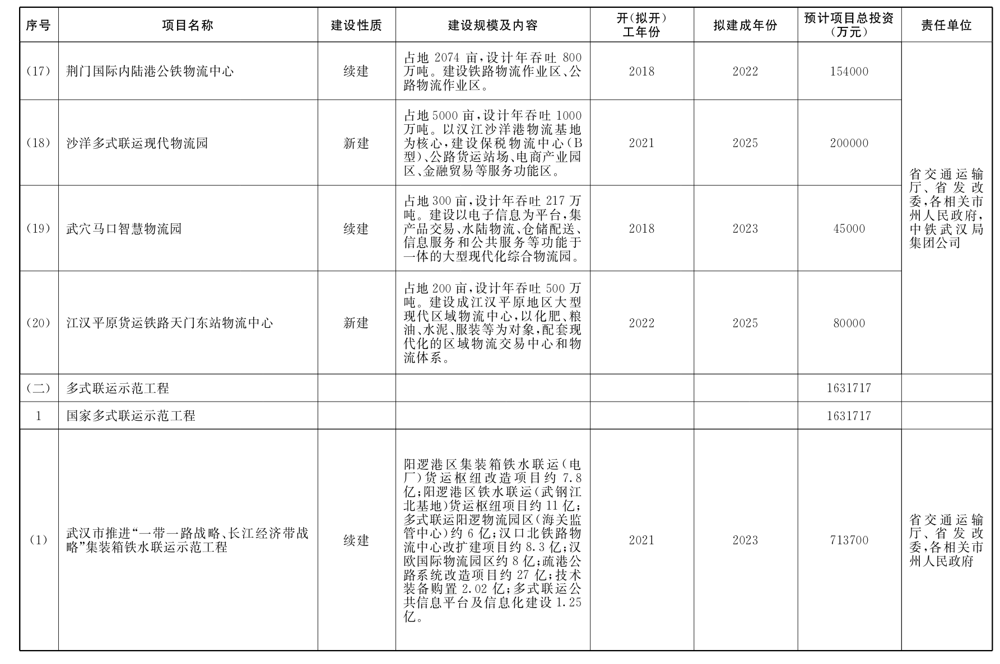 序号 项目名称 建设性质 建设规模及内容 开(拟开)工年份 拟建成年份 预计项目总投资(万元) 责任单位
(17) 荆门国际内陆港公铁物流中心 续建
占地 2074 亩,设计年吞吐 800
万吨。建设铁路物流作业区、公
路物流作业区。
2018 2022 154000
(18) 沙洋多式联运现代物流园 新建
占地 5000 亩,设计年吞吐 1000
万吨。以汉江沙洋港物流基地
为核心,建设保税物流中心(B
型)、公路货运站场、电商产业园
区、金融贸易等服务功能区。
2021 2025 200000
(19) 武穴马口智慧物流园 续建
占地 300 亩,设计年吞吐 217 万
吨。建设以电子信息为平台,集
产品交易、水陆物流、仓储配送、
信息服务和公共服务等功能于
一体的大型现代化综合物流园。
2018 2023 45000
(20) 江汉平原货运铁路天门东站物流中心 新建
占地 200 亩,设计年吞吐 500 万
吨。建设成江汉平原地区大型
现代区域物流中心,以化肥、粮
油、水泥、服装等为对象,配套现
代化的区域物流交易中心和物
流体系。
2022 2025 80000
省交通运输
厅、省发改
委,各相关市
州人民政府,
中铁武汉局
集团公司
(二) 多式联运示范工程 1631717
1 国家多式联运示范工程 1631717
(1)
武汉市推进“一带一路战略、长江经济带战
略”集装箱铁水联运示范工程
续建
阳逻港区集装箱铁水联运(电
厂)货运枢纽改造项目约 7.8
亿;阳逻港区铁水联运(武钢江
北基地)货运枢纽项目约 11 亿;
多式联运阳逻物流园区(海关监
管中心)约 6 亿;汉口北铁路物
流中心改扩建项目约 8.3 亿;汉
欧国际物流园区约 8 亿;疏港公
路系统改造项目约 27 亿;技术
装备购置 2.02 亿;多式联运公
共信息平台及信息化建设 1.25
亿。
2021 2023 713700
省交通运输
厅、省发改
委,各相关市
州人民政府